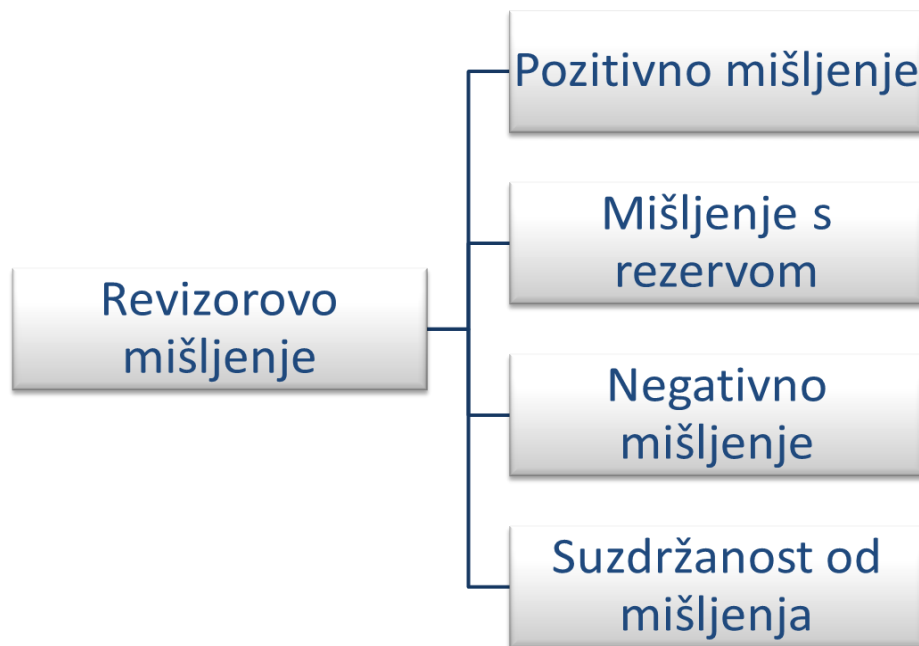 Revizorovo
mišljenje
Pozitivno mišljenje
Mišljenje s
rezervom
Negativno
mišljenje
Suzdržanost od
mišljenja